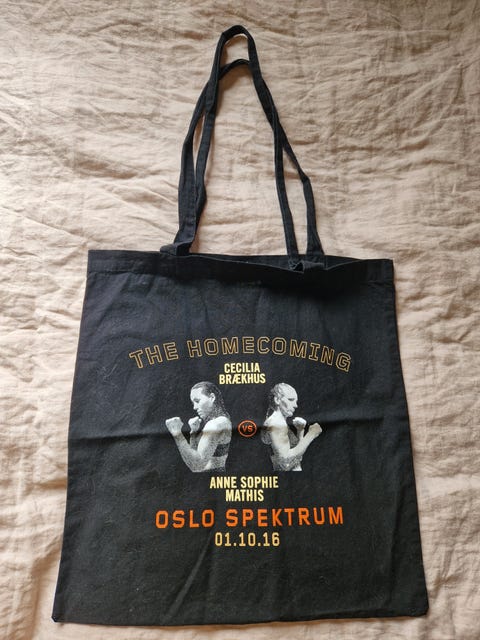 THE HOMECOMING
CECILIA
BRÆKHUS
VS
ANNE SOPHIE
MATHIS
OSLO SPEKTRUM
01.10.16